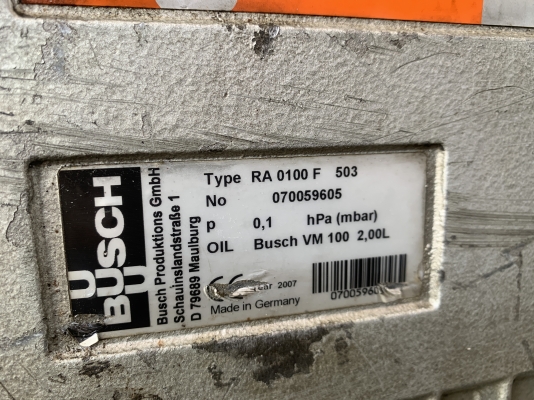 BUSCH
Busch Produktions GmbH
Schauinslandstraße 1
D 79689 Maulburg
Type RA 0100 F 503
No 070059605
p 0,1 hPa (mbar)
OIL Busch VM 100 2,00L
2007
Made in Germany